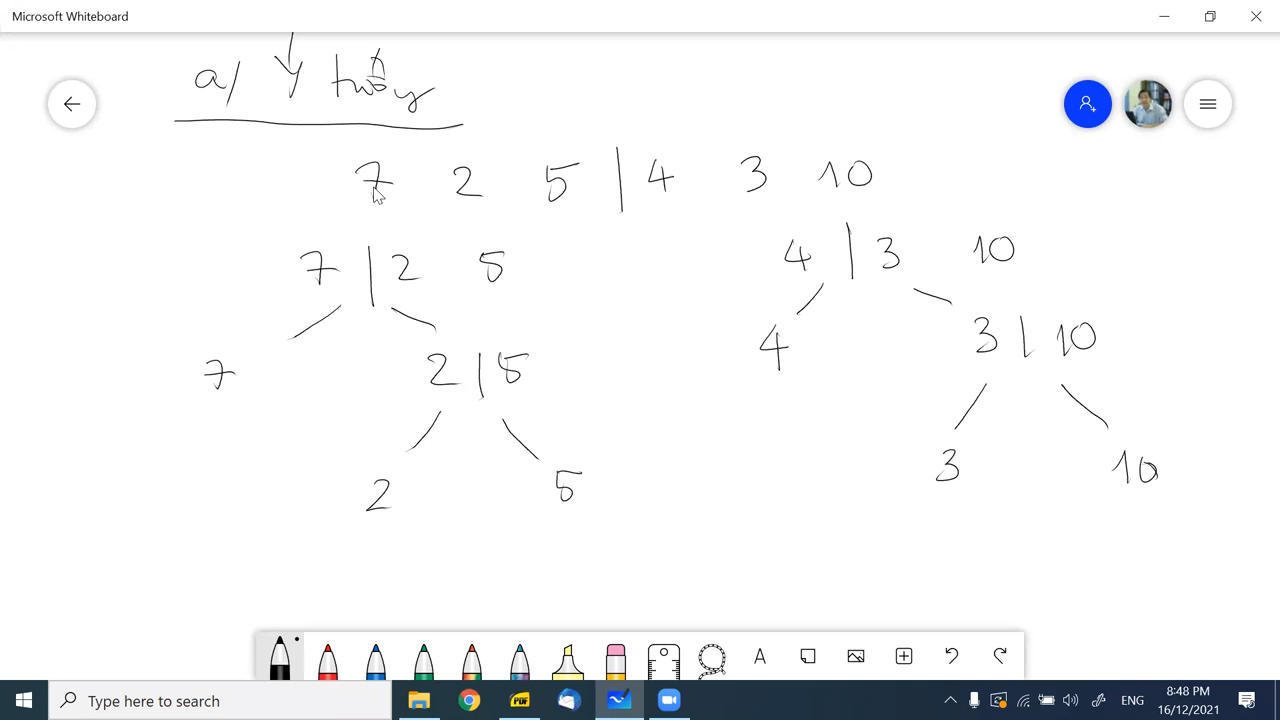 Microsoft Whiteboard
a/
7 2 5 | 4 3 10
7 | 2 5 4 | 3 10
7 2 | 5 4 3 | 10
2 5 3 10
A
Type here to search
PDF
ENG
8:48 PM
16/12/2021